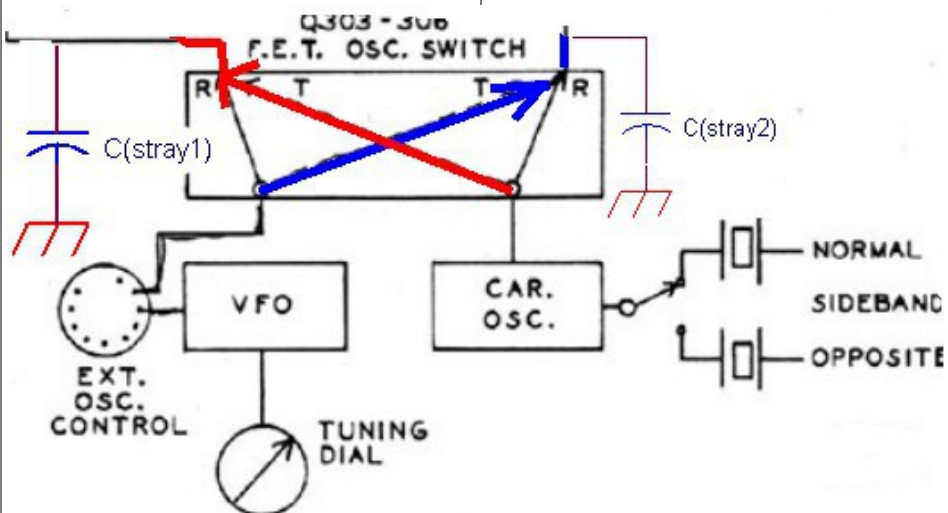 Q303-306
F.E.T. OSC. SWITCH
R T T R
C(stray1)
C(stray2)
VFO
CAR.
OSC.
NORMAL
SIDEBAND
OPPOSITE
EXT.
OSC.
CONTROL
TUNING
DIAL